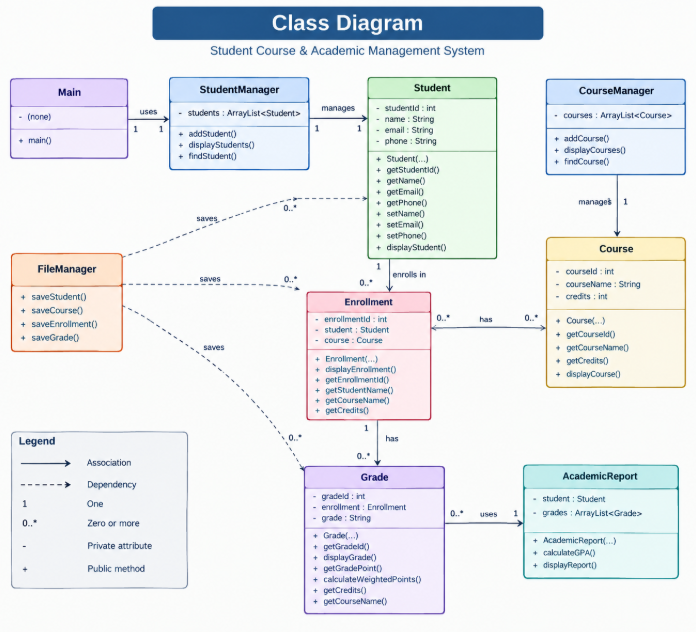 Class Diagram
Student Course & Academic Management System
Main
- (none)
+ main()
uses
1 1
StudentManager
- students : ArrayList<Student>
+ addStudent()
+ displayStudents()
+ findStudent()
manages
1 1
Student
- studentId : int
- name : String
- email : String
- phone : String
+ Student(...)
+ getStudentId()
+ getName()
+ getEmail()
+ getPhone()
+ setName()
+ setEmail()
+ setPhone()
+ displayStudent()
CourseManager
- courses : ArrayList<Course>
+ addCourse()
+ displayCourses()
+ findCourse()
manages 1
1
saves
0..*
FileManager
+ saveStudent()
+ saveCourse()
+ saveEnrollment()
+ saveGrade()
saves
0..*
saves
0..*
1
enrolls in
0..*
Course
- courseId : int
- courseName : String
- credits : int
+ Course(...)
+ getCourseId()
+ getCourseName()
+ getCredits()
+ displayCourse()
Enrollment
- enrollmentId : int
- student : Student
- course : Course
+ Enrollment(...)
+ displayEnrollment()
+ getEnrollmentId()
+ getStudentName()
+ getCourseName()
+ getCredits()
0..* has 0..*
1
has
0..*
Legend
Association
Dependency
1 One
0..* Zero or more
- Private attribute
+ Public method
Grade
- gradeId : int
- enrollment : Enrollment
- grade : String
+ Grade(...)
+ getGradeId()
+ displayGrade()
+ getGradePoint()
+ calculateWeightedPoints()
+ getCredits()
+ getCourseName()
0..* uses 1
AcademicReport
- student : Student
- grades : ArrayList<Grade>
+ AcademicReport(...)
+ calculateGPA()
+ displayReport()